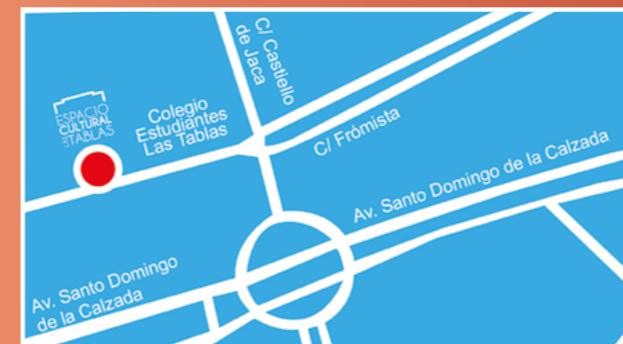 C/ Castiello
de Jaca
ESPACIO
CULTURAL
LAS TABLAS
Colegio
Estudiantes
Las Tablas
C/ Frómista
Av. Santo Domingo de la Calzada
Av. Santo Domingo
de la Calzada